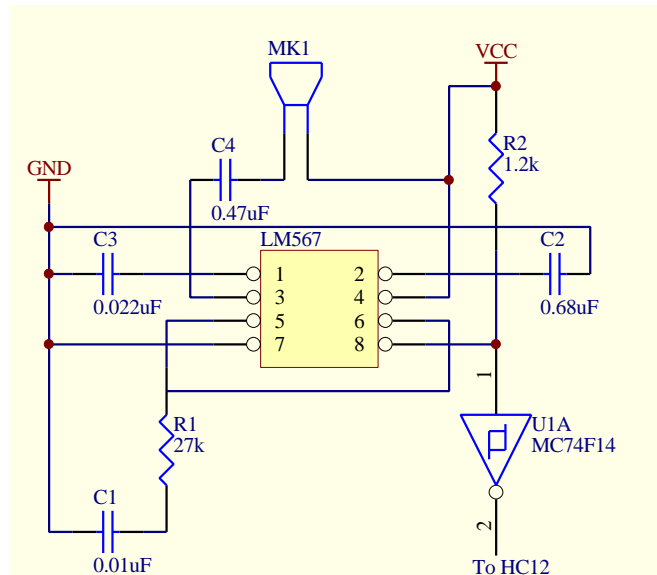 MK1
VCC
R2
1.2k
C4
0.47uF
GND
C3
0.022uF
LM567
C2
0.68uF
1 2
3 4
5 6
7 8
1
R1
27k
U1A
MC74F14
C1
0.01uF
2
To HC12